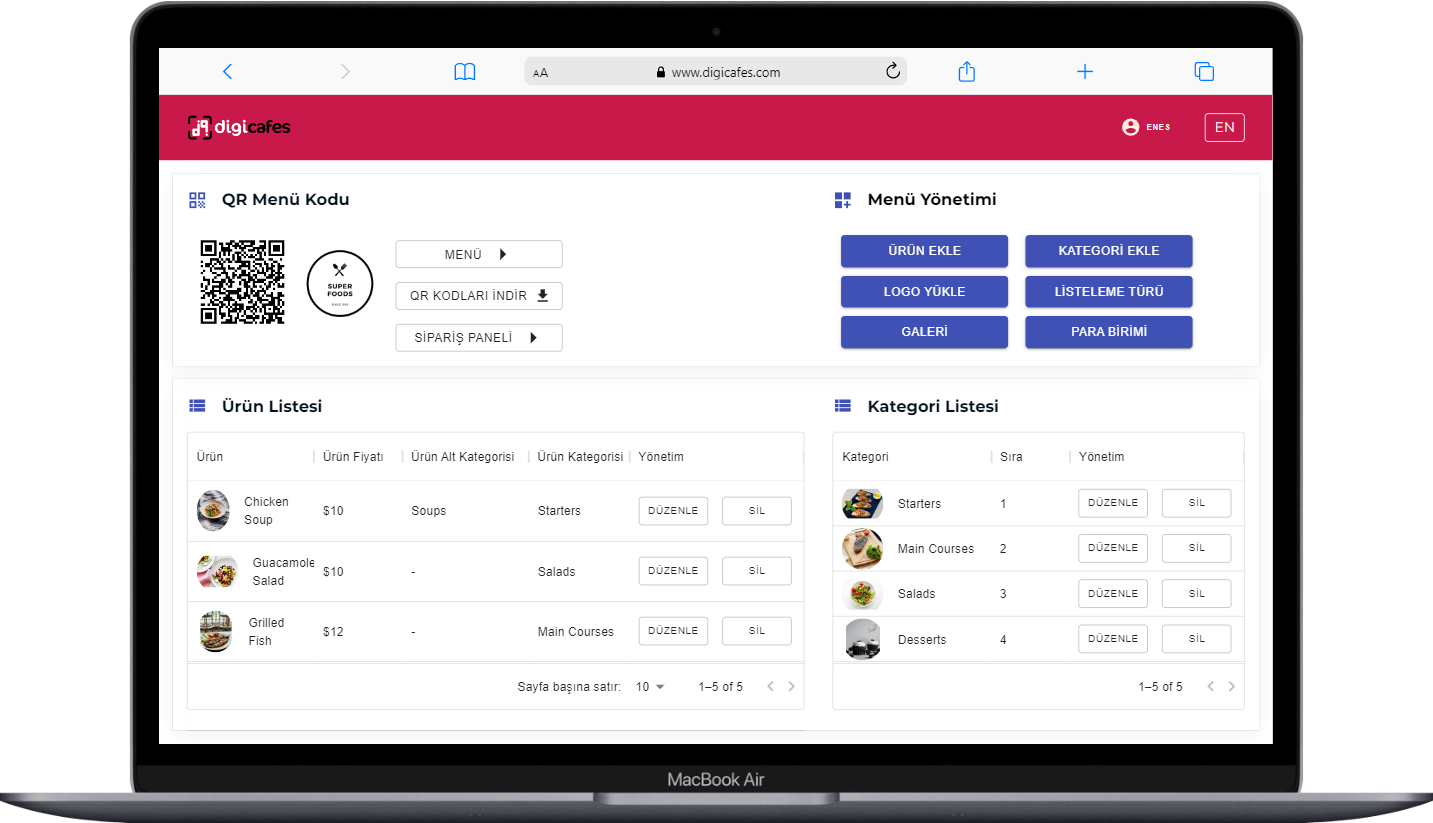 AA www.digicafes.com
digicafes
ENES
EN
QR Menü Kodu
SUPER
FOODS
MENÜ
QR KODLARI İNDİR
SİPARİŞ PANELİ
Menü Yönetimi
ÜRÜN EKLE KATEGORİ EKLE
LOGO YÜKLE LİSTELEME TÜRÜ
GALERİ PARA BİRİMİ
Ürün Listesi
Ürün Ürün Fiyatı Ürün Alt Kategorisi Ürün Kategorisi Yönetim
Chicken
Soup
$10 Soups Starters DÜZENLE SİL
Guacamole
Salad
$10 - Salads DÜZENLE SİL
Grilled
Fish
$12 - Main Courses DÜZENLE SİL
Sayfa başına satır: 10 1–5 of 5
Kategori Listesi
Kategori Sıra Yönetim
Starters 1 DÜZENLE SİL
Main Courses 2 DÜZENLE SİL
Salads 3 DÜZENLE SİL
Desserts 4 DÜZENLE SİL
1–5 of 5
MacBook Air